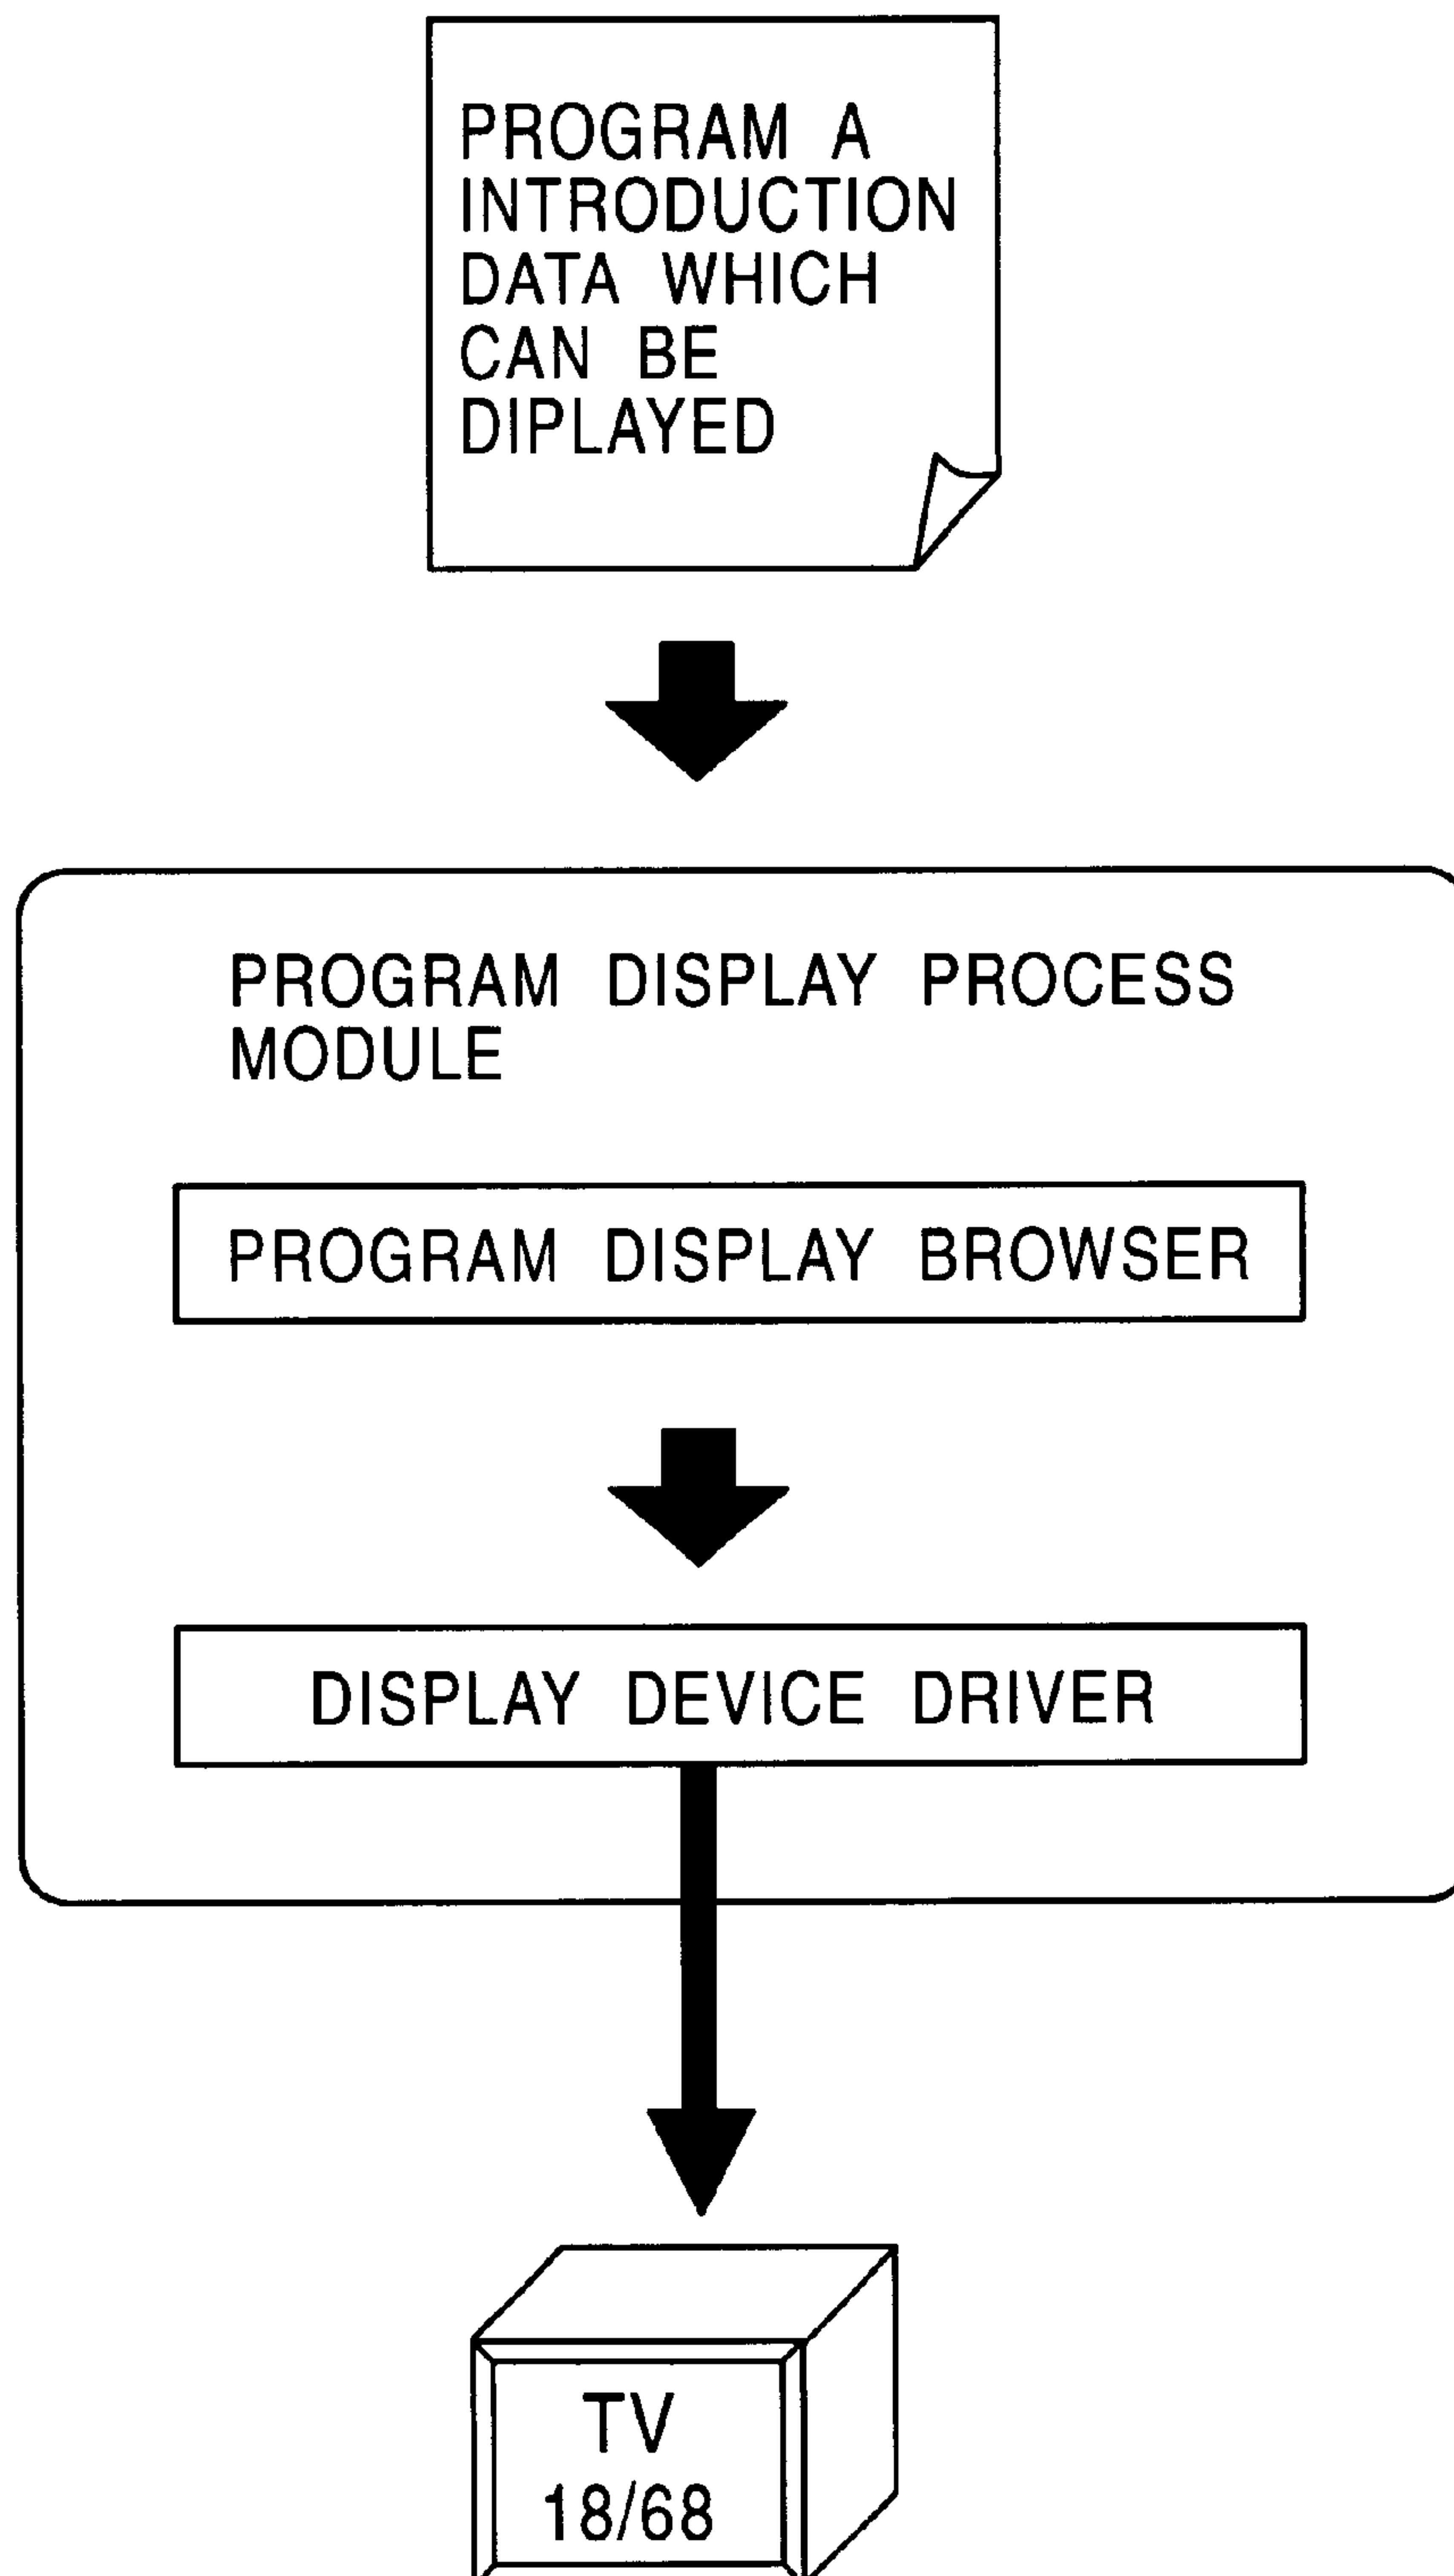 PROGRAM A
INTRODUCTION
DATA WHICH
CAN BE
DIPLAYED
PROGRAM DISPLAY PROCESS
MODULE
PROGRAM DISPLAY BROWSER
DISPLAY DEVICE DRIVER
TV
18/68